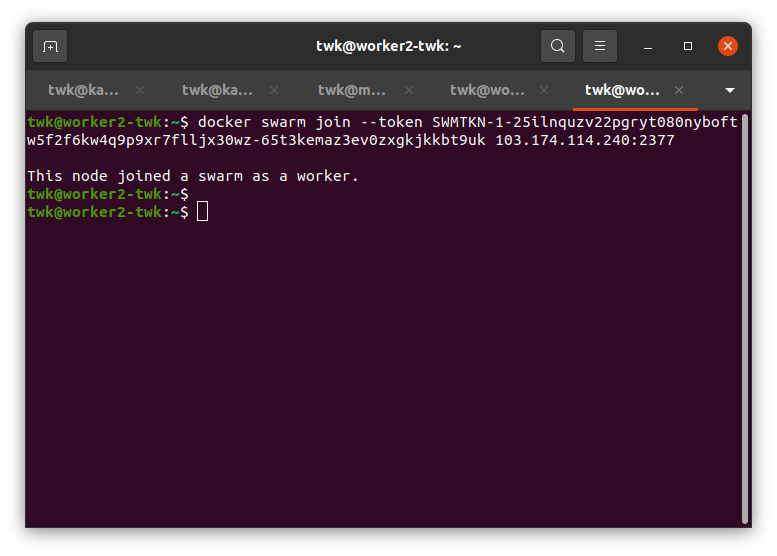 twk@worker2-twk: ~
twk@ka...
twk@ka...
twk@m...
twk@wo...
twk@wo...
twk@worker2-twk:~$ docker swarm join --token SWMTKN-1-25ilnquzv22pgryt080nyboft
w5f2f6kw4q9p9xr7flljx30wz-65t3kemaz3ev0zxgkjkkbt9uk 103.174.114.240:2377
This node joined a swarm as a worker.
twk@worker2-twk:~$
twk@worker2-twk:~$